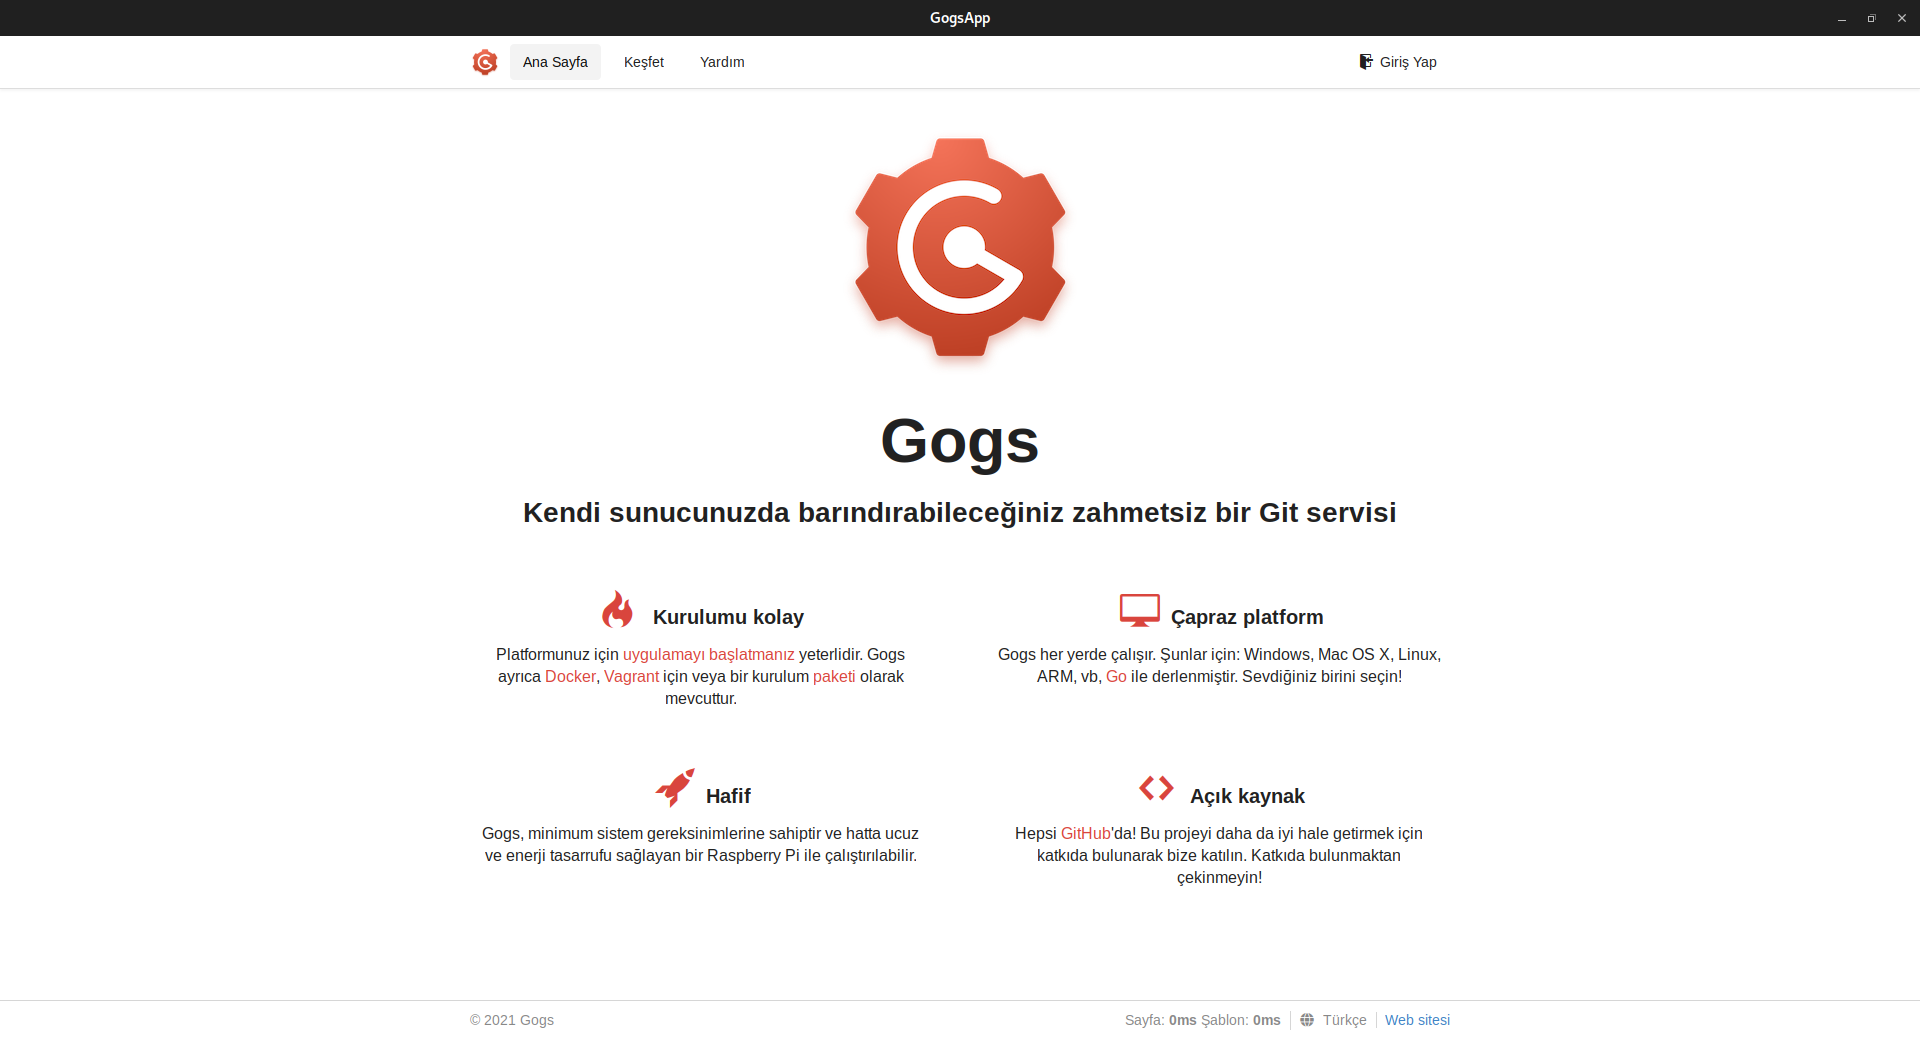 GogsApp
Ana Sayfa
Keşfet
Yardım
Giriş Yap
Gogs
Kendi sunucunuzda barındırabileceğiniz zahmetsiz bir Git servisi
Kurulumu kolay
Platformunuz için uygulamayı başlatmanız yeterlidir. Gogs
ayrıca Docker, Vagrant için veya bir kurulum paketi olarak
mevcuttur.
Çapraz platform
Gogs her yerde çalışır. Şunlar için: Windows, Mac OS X, Linux,
ARM, vb, Go ile derlenmiştir. Sevdiğiniz birini seçin!
Hafif
Gogs, minimum sistem gereksinimlerine sahiptir ve hatta ucuz
ve enerji tasarrufu sağlayan bir Raspberry Pi ile çalıştırılabilir.
Açık kaynak
Hepsi GitHub'da! Bu projeyi daha da iyi hale getirmek için
katkıda bulunarak bize katılın. Katkıda bulunmaktan
çekinmeyin!
© 2021 Gogs
Sayfa: 0ms Şablon: 0ms
Türkçe
Web sitesi